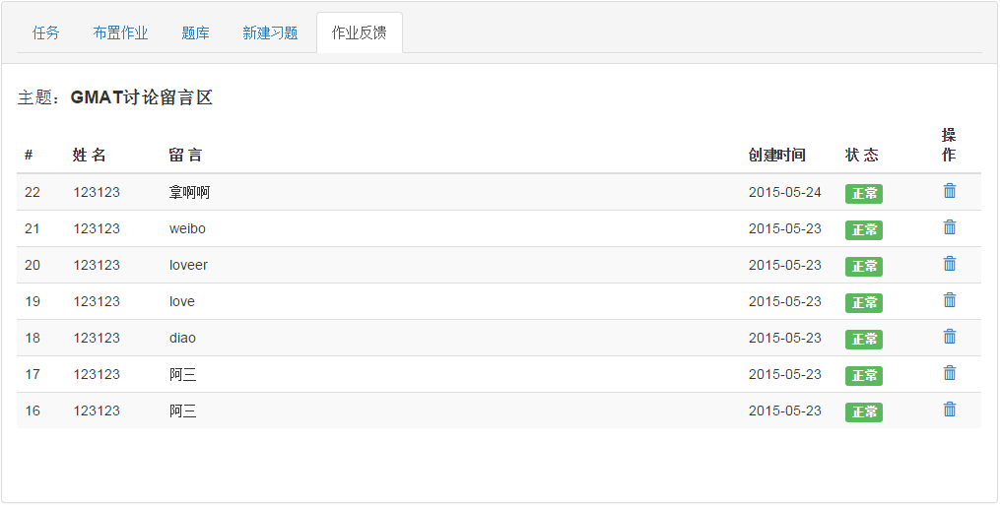 任务 布置作业 题库 新建习题 作业反馈
主题：GMAT讨论留言区
# 姓 名 留 言 创建时间 状 态 操作
22 123123 拿啊啊 2015-05-24 正常
21 123123 weibo 2015-05-23 正常
20 123123 loveer 2015-05-23 正常
19 123123 love 2015-05-23 正常
18 123123 diao 2015-05-23 正常
17 123123 阿三 2015-05-23 正常
16 123123 阿三 2015-05-23 正常